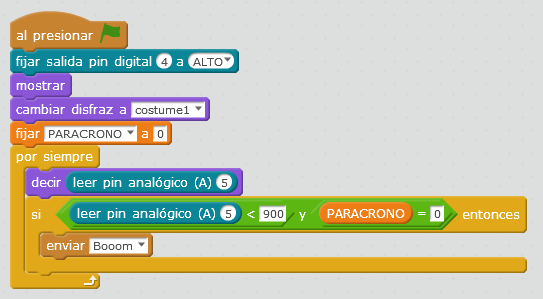 al presionar
fijar salida pin digital 4 a ALTO
mostrar
cambiar disfraz a costume1
fijar PARACRONO a 0
por siempre
decir leer pin analógico (A) 5
si leer pin analógico (A) 5 < 900 y PARACRONO = 0 entonces
enviar Booom